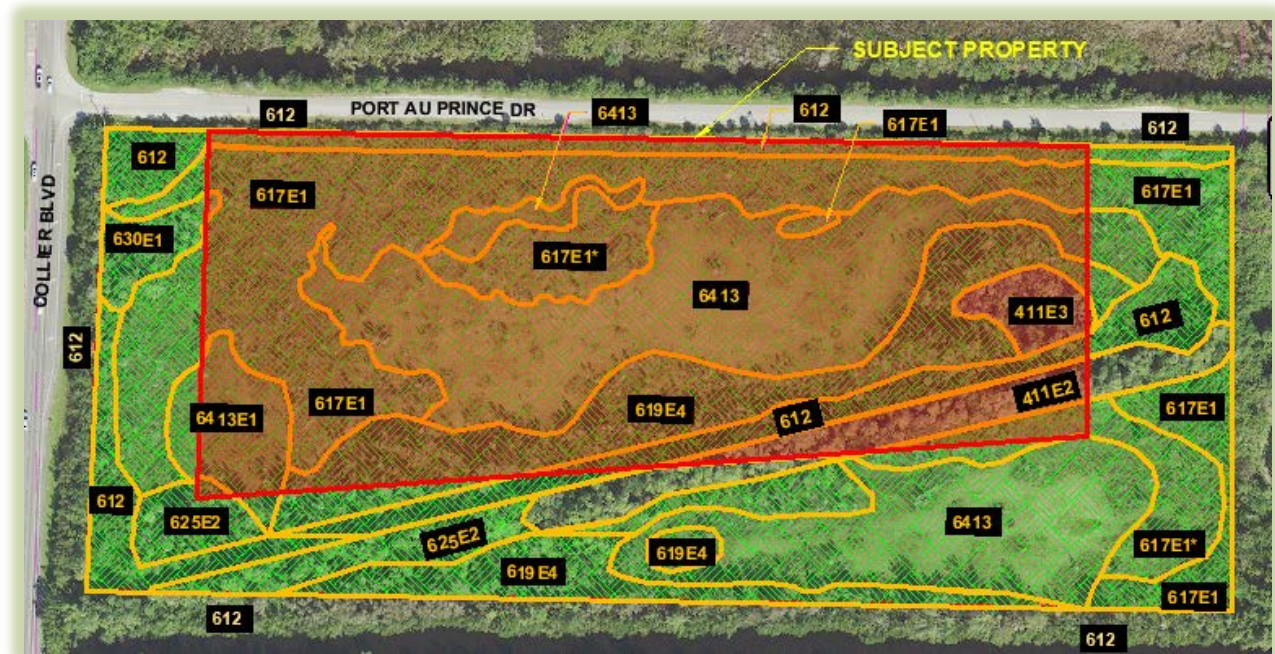 SUBJECT PROPERTY
PORT AU PRINCE DR
612
6413
612
617E1
612
612
617E1
617E1
630E1
617E1*
6413
411E3
612
COLLIER BLVD
612
6413E1
617E1
619E4
612
411E2
617E1
612
625E2
625E2
6413
619E4
619E4
617E1*
617E1
612
612